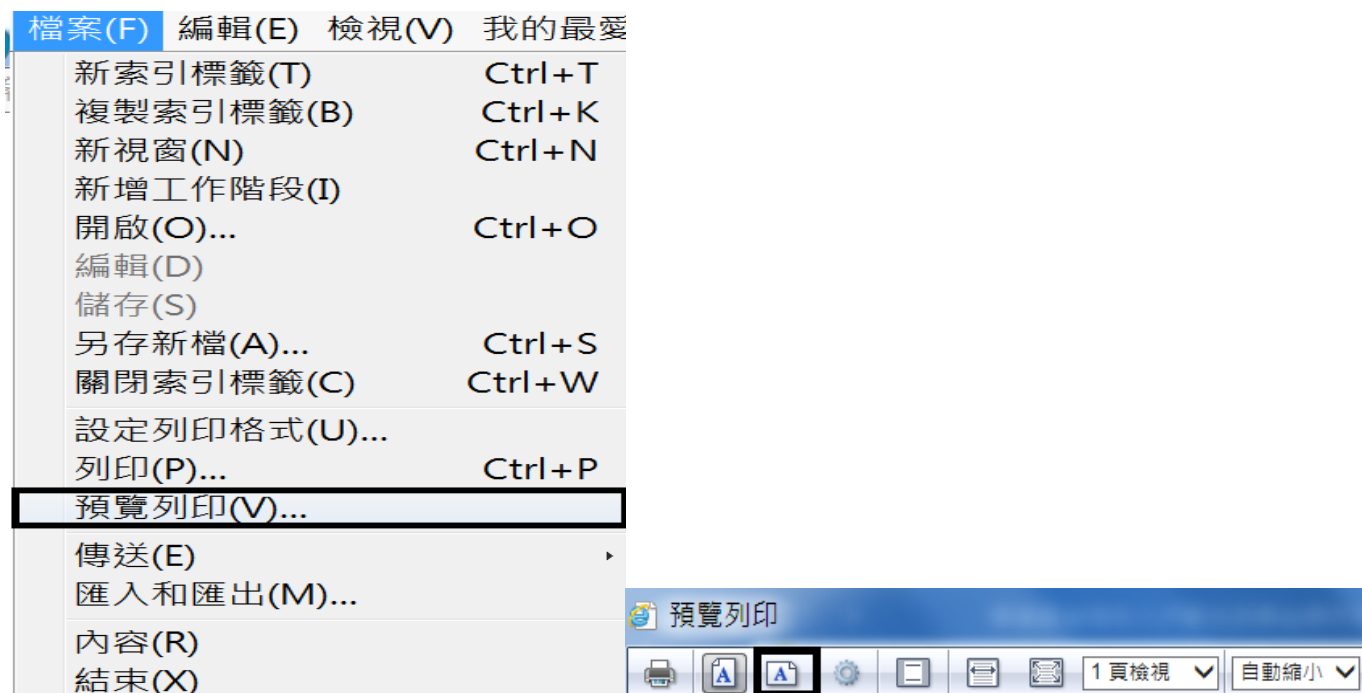 檔案(F) 編輯(E) 檢視(V) 我的最愛
新索引標籤(T) Ctrl+T
複製索引標籤(B) Ctrl+K
新視窗(N) Ctrl+N
新增工作階段(I)
開啟(O)... Ctrl+O
編輯(D)
儲存(S)
另存新檔(A)... Ctrl+S
關閉索引標籤(C) Ctrl+W
設定列印格式(U)...
列印(P)... Ctrl+P
預覽列印(V)...
傳送(E)
匯入和匯出(M)...
內容(R)
結束(X)
預覽列印
A A 1 頁檢視 自動縮小